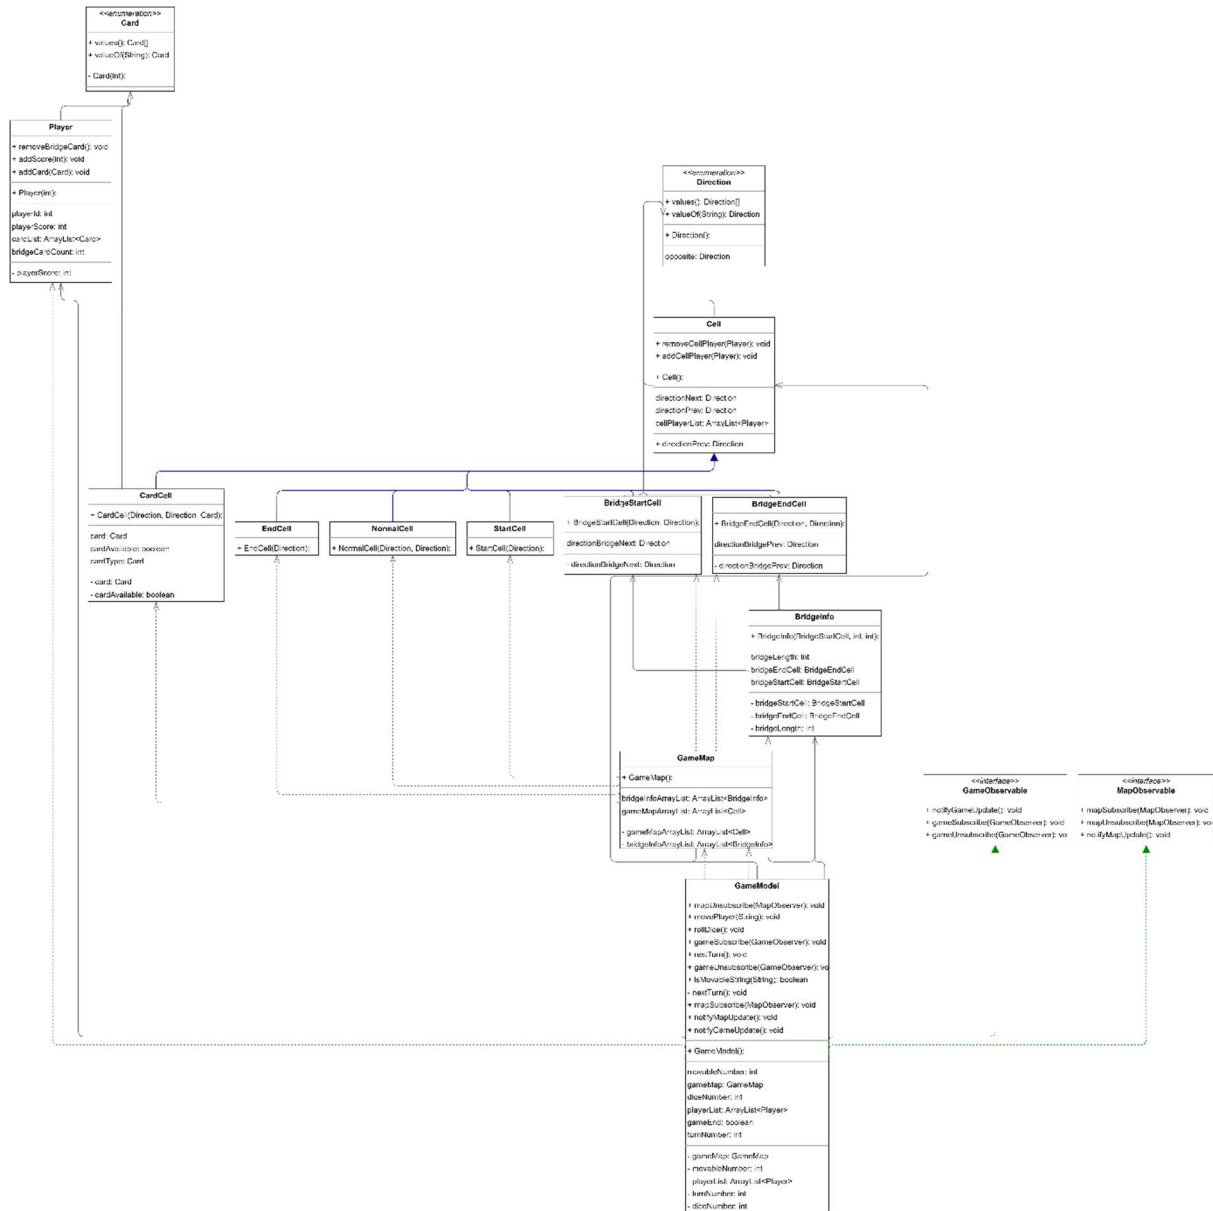 <<enumeration>>
Card
+ values(): Card[]
+ valueOf(String): Card
- Card(int):
Player
+ removeBridgeCard(): void
+ addScore(int): void
+ addCard(Card): void
+ Player(int):
playerId: int
playerScore: int
cardList: ArrayList<Card>
bridgeCardCount: int
- playerScore: int
<<enumeration>>
Direction
+ values(): Direction[]
+ valueOf(String): Direction
+ Direction():
opposite: Direction
Cell
+ removeCellPlayer(Player): void
+ addCellPlayer(Player): void
+ Cell():
directionNext: Direction
directionPrev: Direction
cellPlayerList: ArrayList<Player>
+ directionPrev: Direction
CardCell
+ CardCell(Direction, Direction, Card):
card: Card
cardAvailable: boolean
cardType: Card
- card: Card
- cardAvailable: boolean
EndCell
+ EndCell(Direction):
NormalCell
+ NormalCell(Direction, Direction):
StartCell
+ StartCell(Direction):
BridgeStartCell
+ BridgeStartCell(Direction, Direction):
directionBridgeNext: Direction
- directionBridgeNext: Direction
BridgeEndCell
+ BridgeEndCell(Direction, Direction):
directionBridgePrev: Direction
- directionBridgePrev: Direction
BridgeInfo
+ BridgeInfo(BridgeStartCell, int, int):
bridgeLength: int
bridgeEndCell: BridgeEndCell
bridgeStartCell: BridgeStartCell
- bridgeStartCell: BridgeStartCell
- bridgeEndCell: BridgeEndCell
- bridgeLength: int
GameMap
+ GameMap():
bridgeInfoArrayList: ArrayList<BridgeInfo>
gameMapArrayList: ArrayList<Cell>
- gameMapArrayList: ArrayList<Cell>
- bridgeInfoArrayList: ArrayList<BridgeInfo>
<<interface>>
GameObservable
+ notifyGameUpdate(): void
+ gameSubscribe(GameObserver): void
+ gameUnsubscribe(GameObserver): vo
<<interface>>
MapObservable
+ mapSubscribe(MapObserver): void
+ mapUnsubscribe(MapObserver): vo
+ notifyMapUpdate(): void
GameModel
+ mapUnsubscribe(MapObserver): void
+ movePlayer(String): void
+ rollDice(): void
+ gameSubscribe(GameObserver): void
+ restTurn(): void
+ gameUnsubscribe(GameObserver): vo
+ isMovableString(String): boolean
- nextTurn(): void
+ mapSubscribe(MapObserver): void
+ notifyMapUpdate(): void
+ notifyGameUpdate(): void
+ GameModel():
movableNumber: int
gameMap: GameMap
diceNumber: int
playerList: ArrayList<Player>
gameEnd: boolean
turnNumber: int
- gameMap: GameMap
- movableNumber: int
playerList: ArrayList<Player>
- turnNumber: int
- diceNumber: int